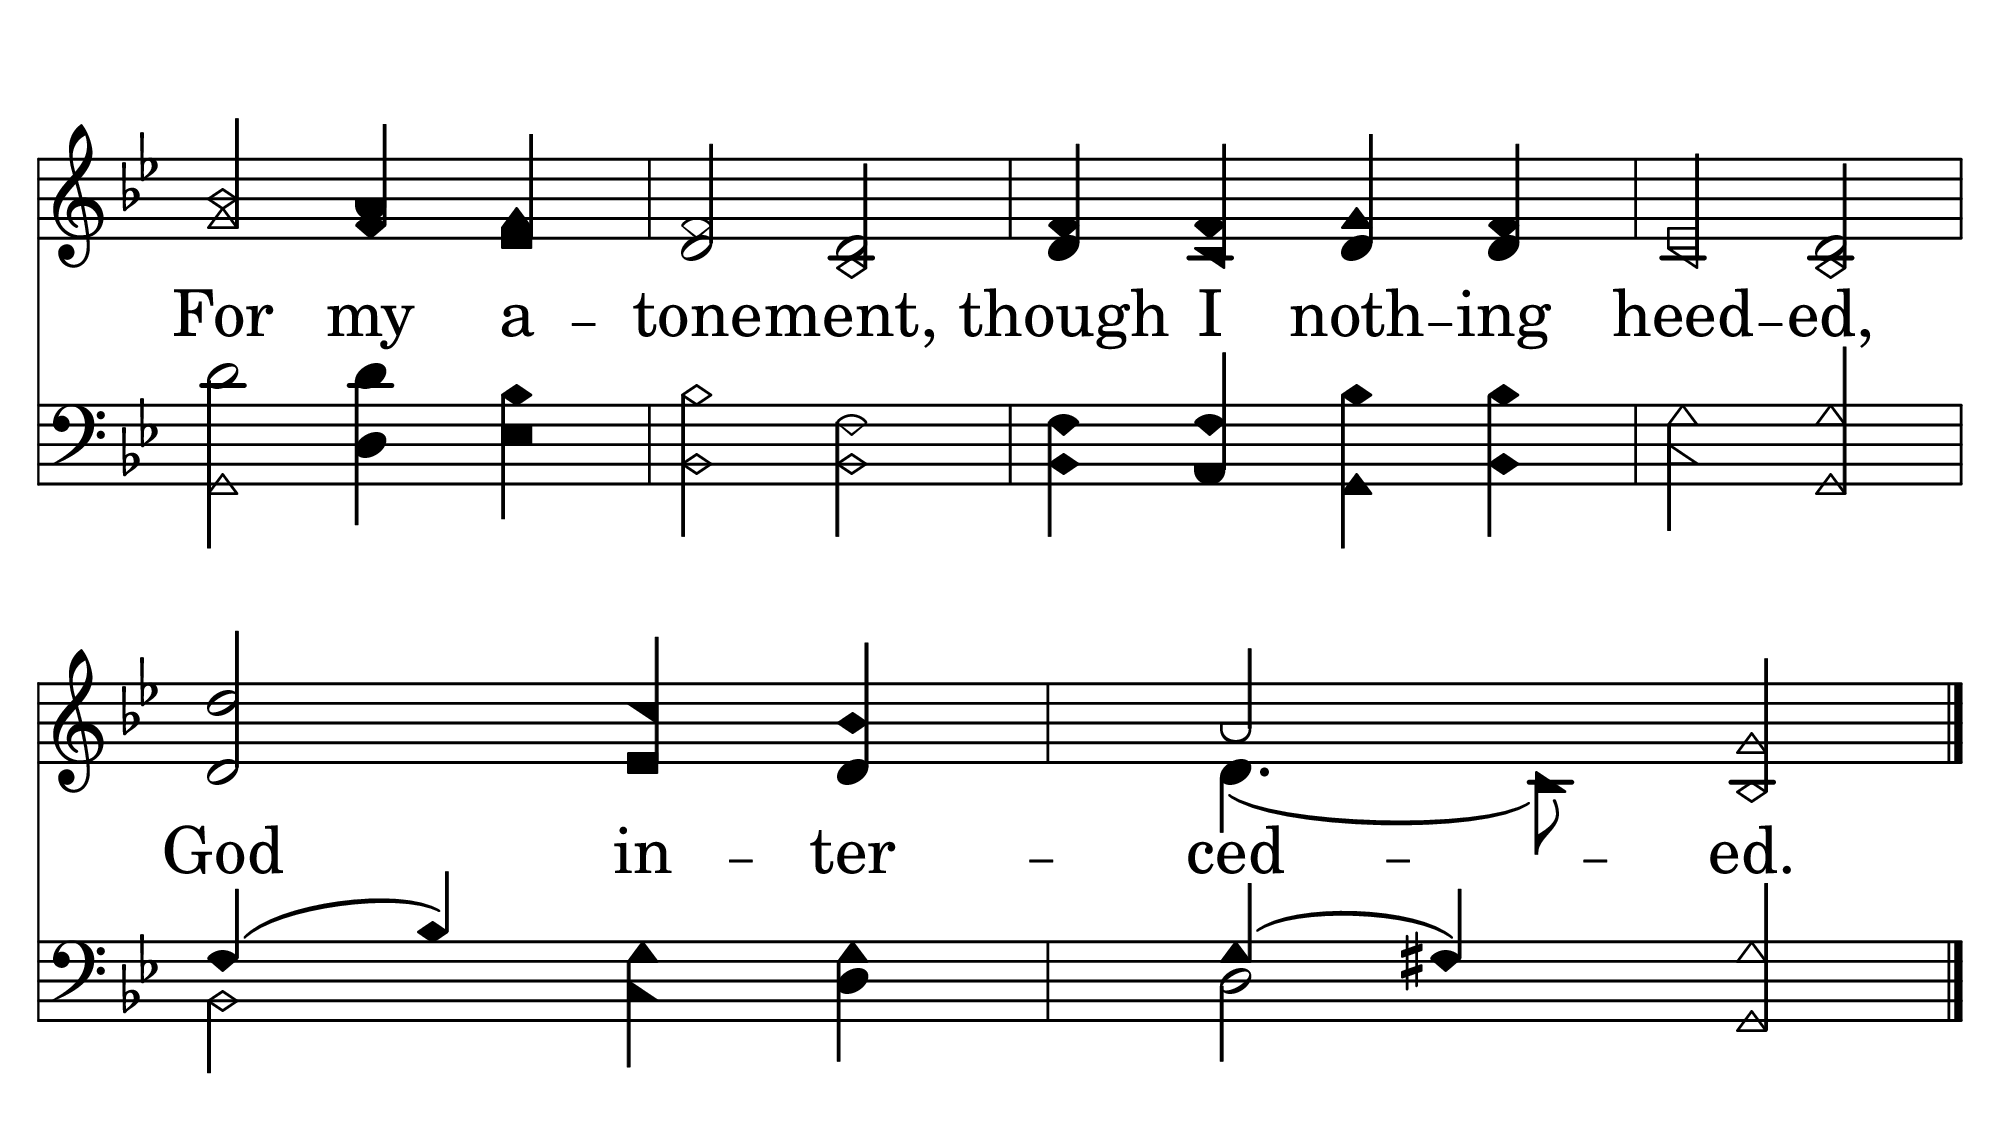 For my a – tonement, though I noth–ing heed–ed,
God in – ter – ced – – ed.